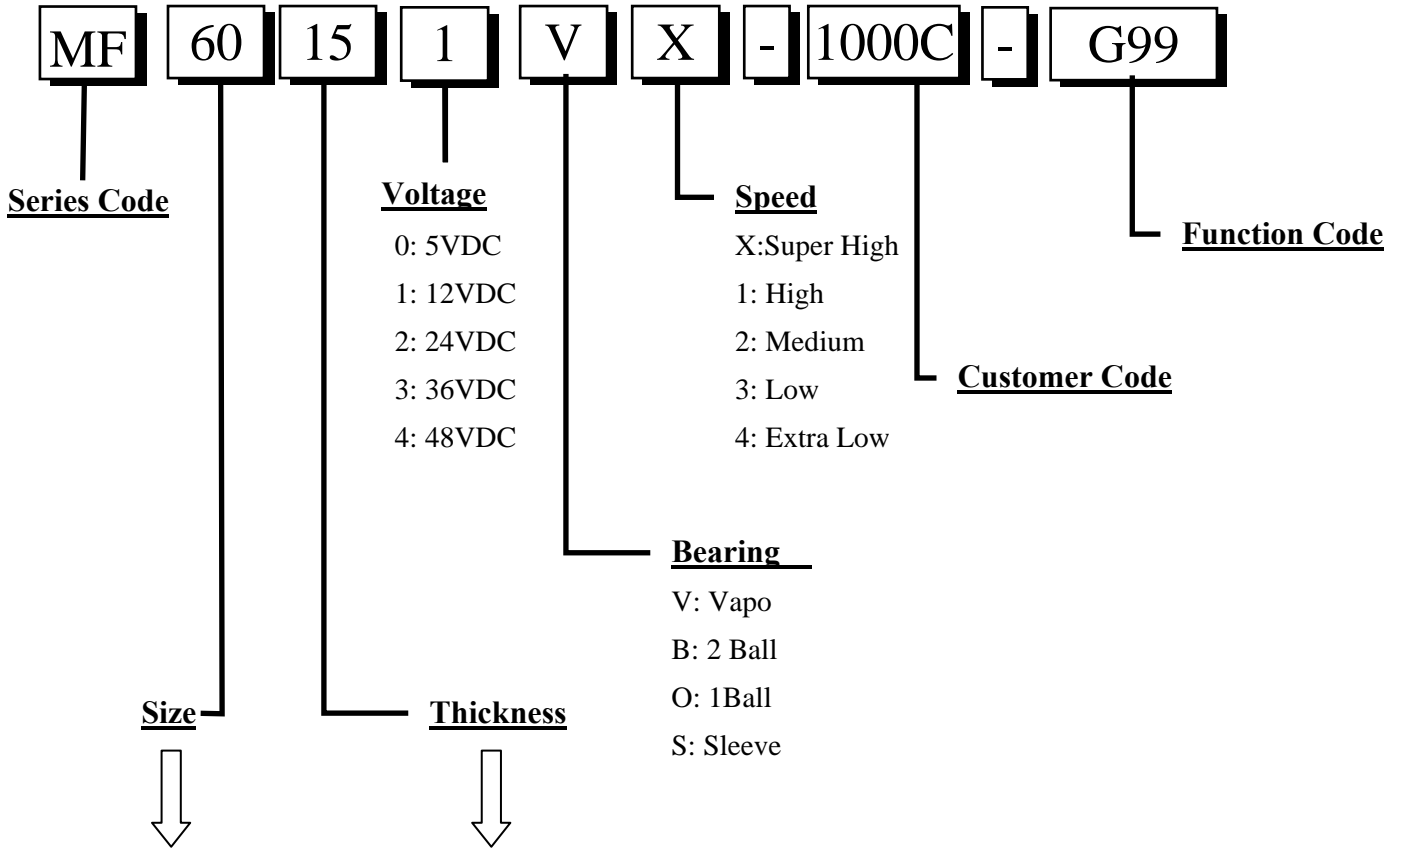 MF 60 15 1 V X - 1000C - G99
Series Code
Voltage
0: 5VDC
1: 12VDC
2: 24VDC
3: 36VDC
4: 48VDC
Speed
X:Super High
1: High
2: Medium
3: Low
4: Extra Low
Function Code
Customer Code
Bearing
V: Vapo
B: 2 Ball
O: 1Ball
S: Sleeve
Size
Thickness